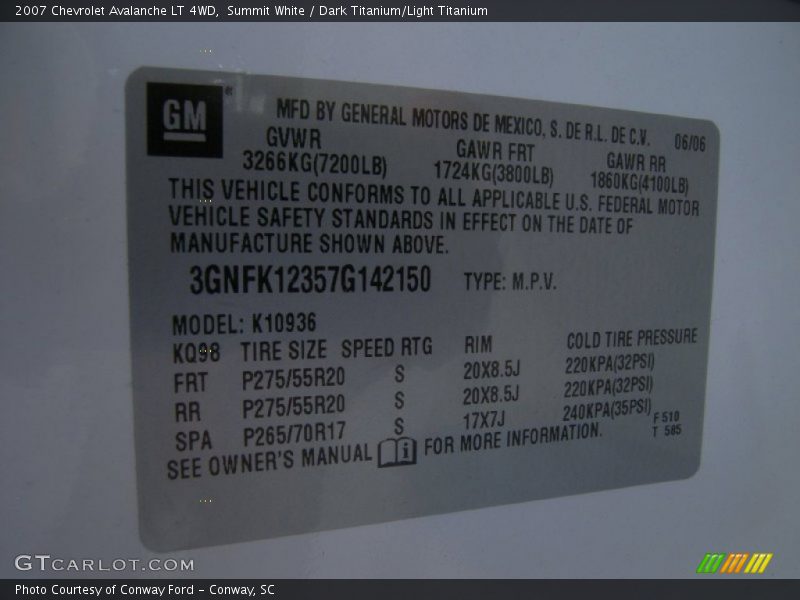 2007 Chevrolet Avalanche LT 4WD,  Summit White / Dark Titanium/Light Titanium
GM®
MFD BY GENERAL MOTORS DE MEXICO, S. DE R.L. DE C.V. 06/06
GVWR GAWR FRT GAWR RR
3266KG(7200LB) 1724KG(3800LB) 1860KG(4100LB)
THIS VEHICLE CONFORMS TO ALL APPLICABLE U.S. FEDERAL MOTOR
VEHICLE SAFETY STANDARDS IN EFFECT ON THE DATE OF
MANUFACTURE SHOWN ABOVE.
3GNFK12357G142150 TYPE: M.P.V.
MODEL: K10936
KQ98 TIRE SIZE SPEED RTG RIM COLD TIRE PRESSURE
FRT P275/55R20 S 20X8.5J 220KPA(32PSI)
RR P275/55R20 S 20X8.5J 220KPA(32PSI)
SPA P265/70R17 S 17X7J 240KPA(35PSI)
F 510
T 585
SEE OWNER'S MANUAL i FOR MORE INFORMATION.
GTCARLOT.COM
Photo Courtesy of Conway Ford - Conway, SC